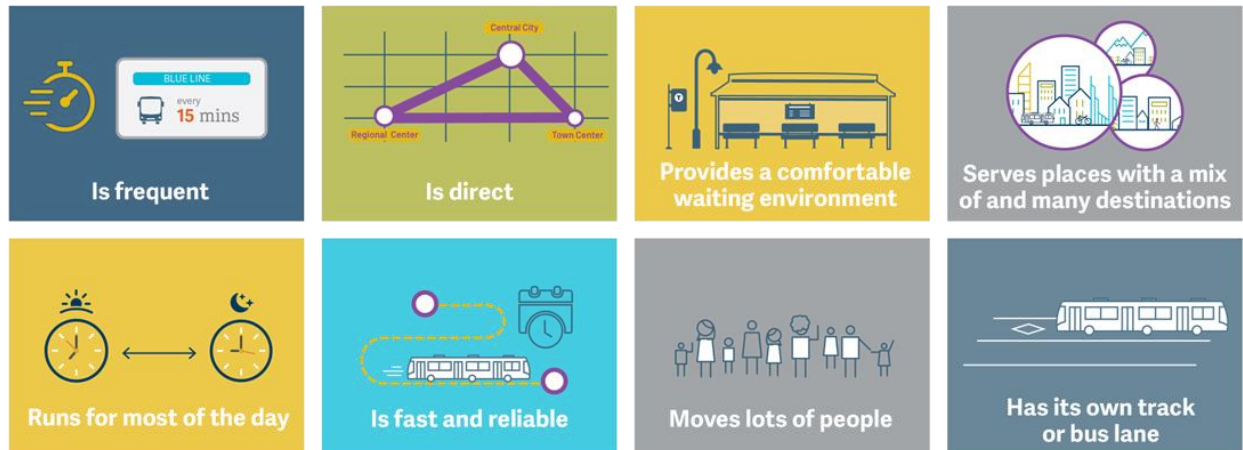 BLUE LINE
every
15 mins
Is frequent
Central City
Regional Center
Town Center
Is direct
Provides a comfortable
waiting environment
Serves places with a mix
of and many destinations
Runs for most of the day
Is fast and reliable
Moves lots of people
Has its own track
or bus lane